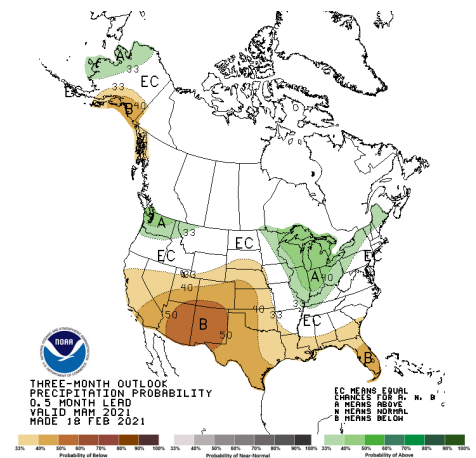 A
33
EC
E
33
40
B
A
33
EC
EC
EC
33
40
40
A
40
33
50
50
40
33
EC
B
B
NOAA
THREE-MONTH OUTLOOK
PRECIPITATION PROBABILITY
0.5 MONTH LEAD
VALID MAM 2021
MADE 18 FEB 2021
EC MEANS EQUAL
CHANCES FOR A, N, B
A MEANS ABOVE
N MEANS NORMAL
B MEANS BELOW
33% 40% 50% 60% 70% 80% 90% 100%
Probability of Below
33% 40% 50% 60% 70% 80% 90% 100%
Probability of Near-Normal
33% 40% 50% 60% 70% 80% 90% 100%
Probability of Above